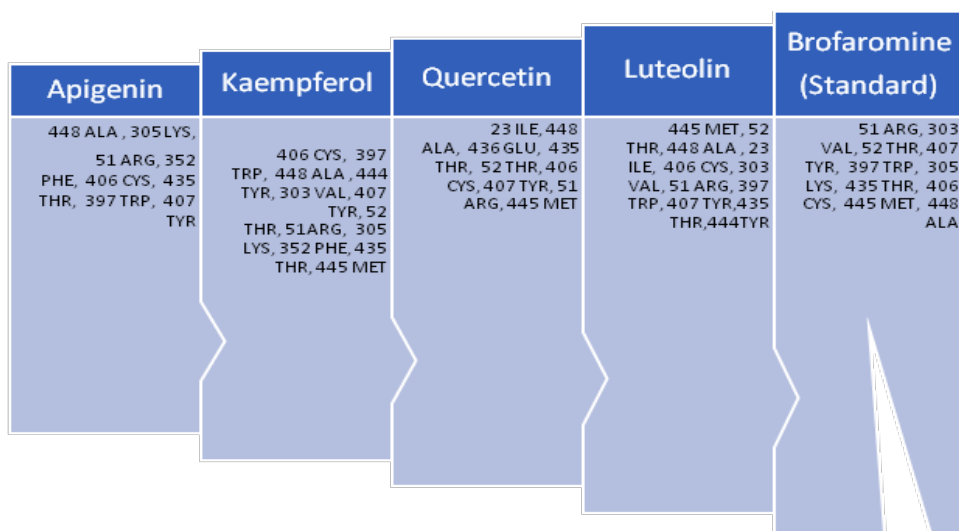 Apigenin
448 ALA , 305 LYS,
51 ARG, 352
PHE, 406 CYS, 435
THR, 397 TRP, 407
TYR
Kaempferol
406 CYS, 397
TRP, 448 ALA, 444
TYR, 303 VAL, 407
TYR, 52
THR, 51ARG, 305
LYS, 352 PHE, 435
THR, 445 MET
Quercetin
23 ILE, 448
ALA, 436 GLU, 435
THR, 52 THR, 406
CYS, 407 TYR, 51
ARG, 445 MET
Luteolin
445 MET, 52
THR, 448 ALA , 23
ILE, 406 CYS, 303
VAL, 51 ARG, 397
TRP, 407 TYR,435
THR,444TYR
Brofaromine
(Standard)
51 ARG, 303
VAL, 52 THR, 407
TYR, 397 TRP, 305
LYS, 435 THR, 406
CYS, 445 MET, 448
ALA